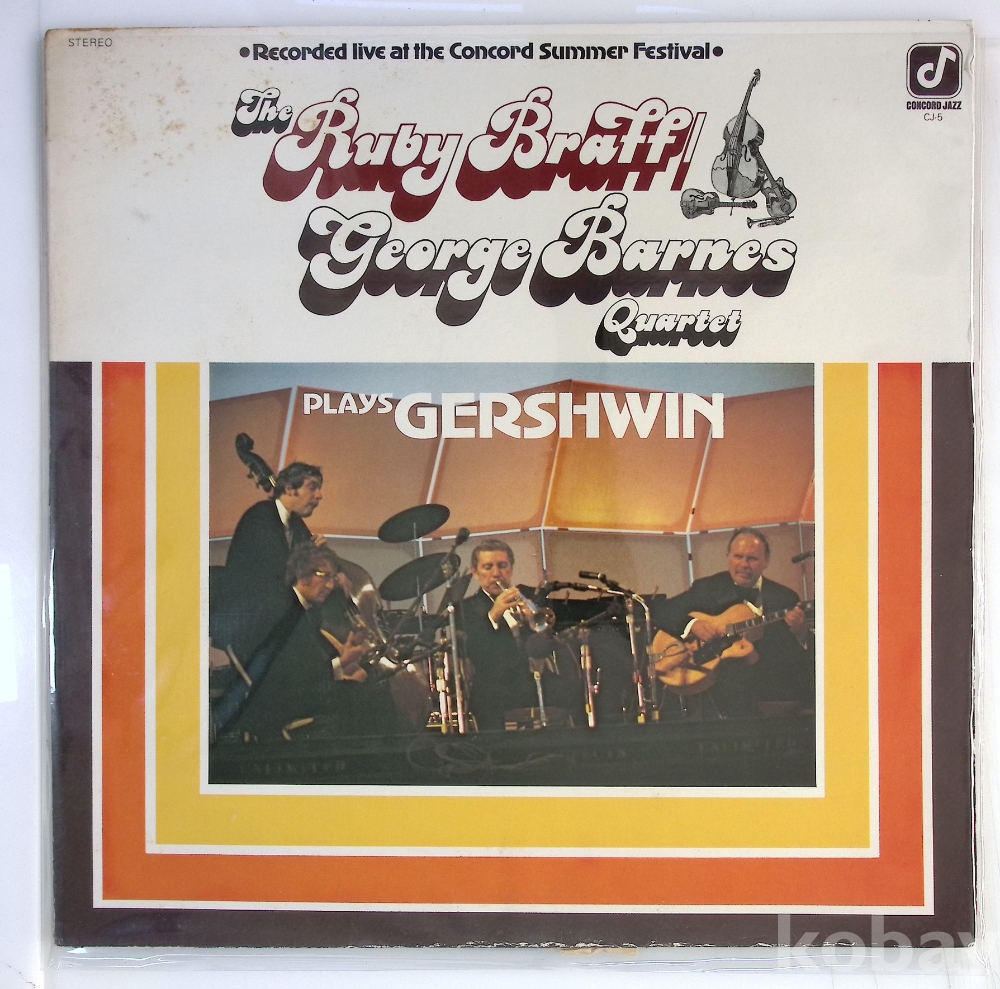 STEREO
•Recorded live at the Concord Summer Festival•
CONCORD JAZZ
CJ-5
The Ruby Braff/
George Barnes
Quartet
PLAYS GERSHWIN
kobay